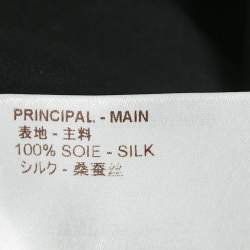 PRINCIPAL. - MAIN
表地 - 主料
100% SOIE - SILK
シルク - 桑蚕丝